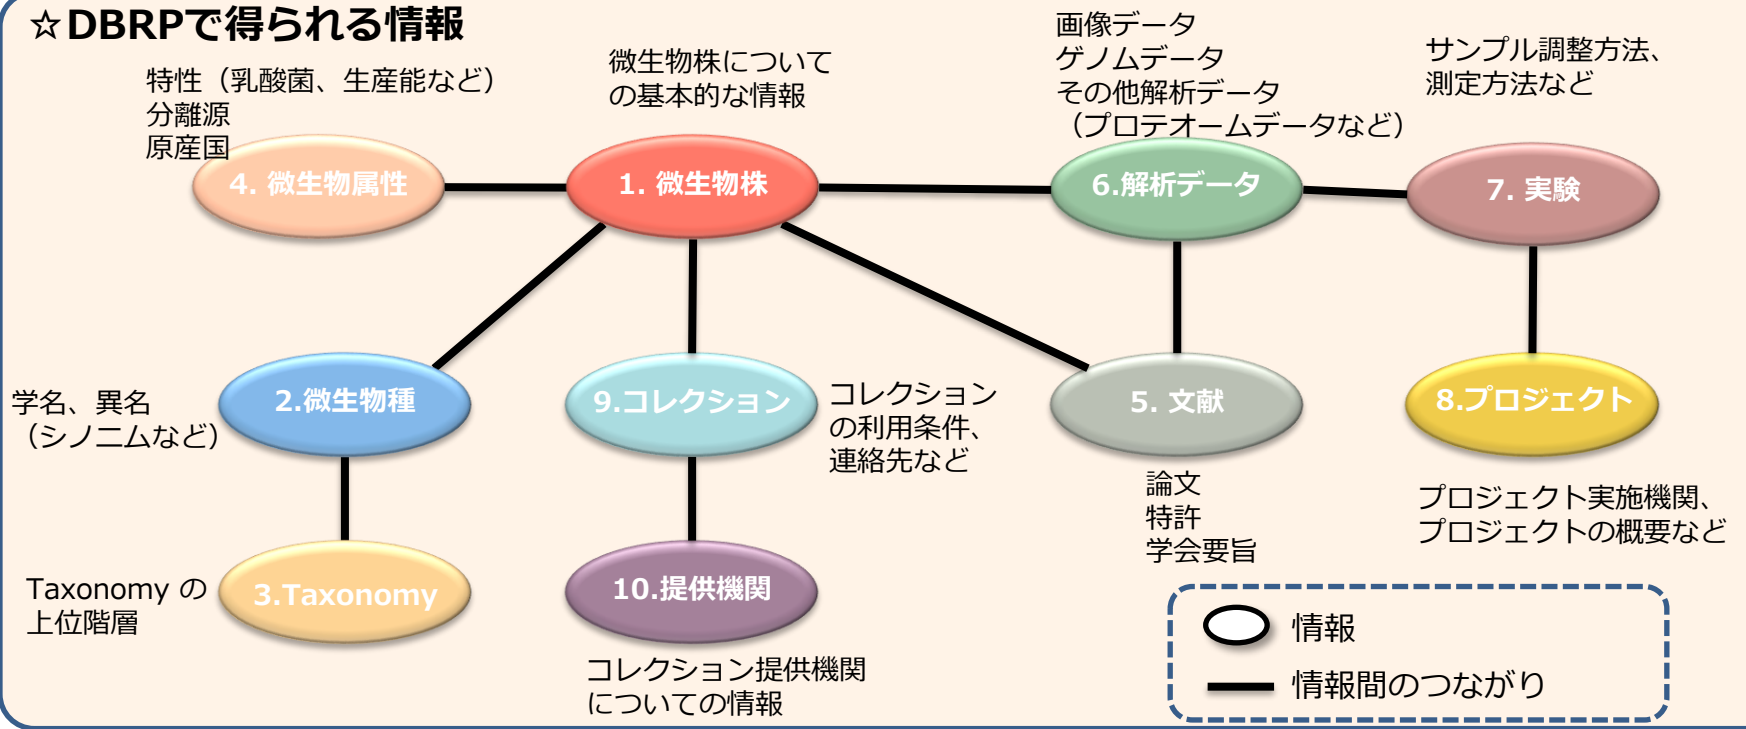 ☆DBRPで得られる情報
特性（乳酸菌、生産能など）
分離源
原産国
微生物株について
の基本的な情報
画像データ
ゲノムデータ
その他解析データ
（プロテオームデータなど）
サンプル調整方法、
測定方法など
4. 微生物属性
1. 微生物株
6.解析データ
7. 実験
学名、異名
（シノニムなど）
2.微生物種
9.コレクション
コレクション
の利用条件、
連絡先など
5. 文献
8.プロジェクト
論文
特許
学会要旨
プロジェクト実施機関、
プロジェクトの概要など
Taxonomy の
上位階層
3.Taxonomy
10.提供機関
コレクション提供機関
についての情報
情報
情報間のつながり